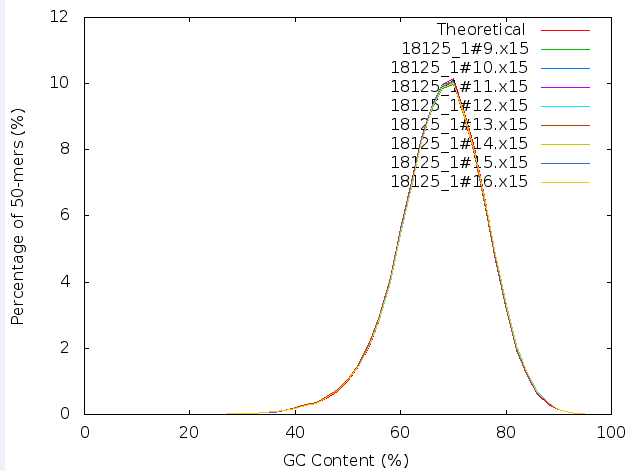 12
10
8
6
4
2
0
0
20
40
60
80
100
Percentage of 50-mers (%)
GC Content (%)
Theoretical
18125_1#9.x15
18125_1#10.x15
18125_1#11.x15
18125_1#12.x15
18125_1#13.x15
18125_1#14.x15
18125_1#15.x15
18125_1#16.x15